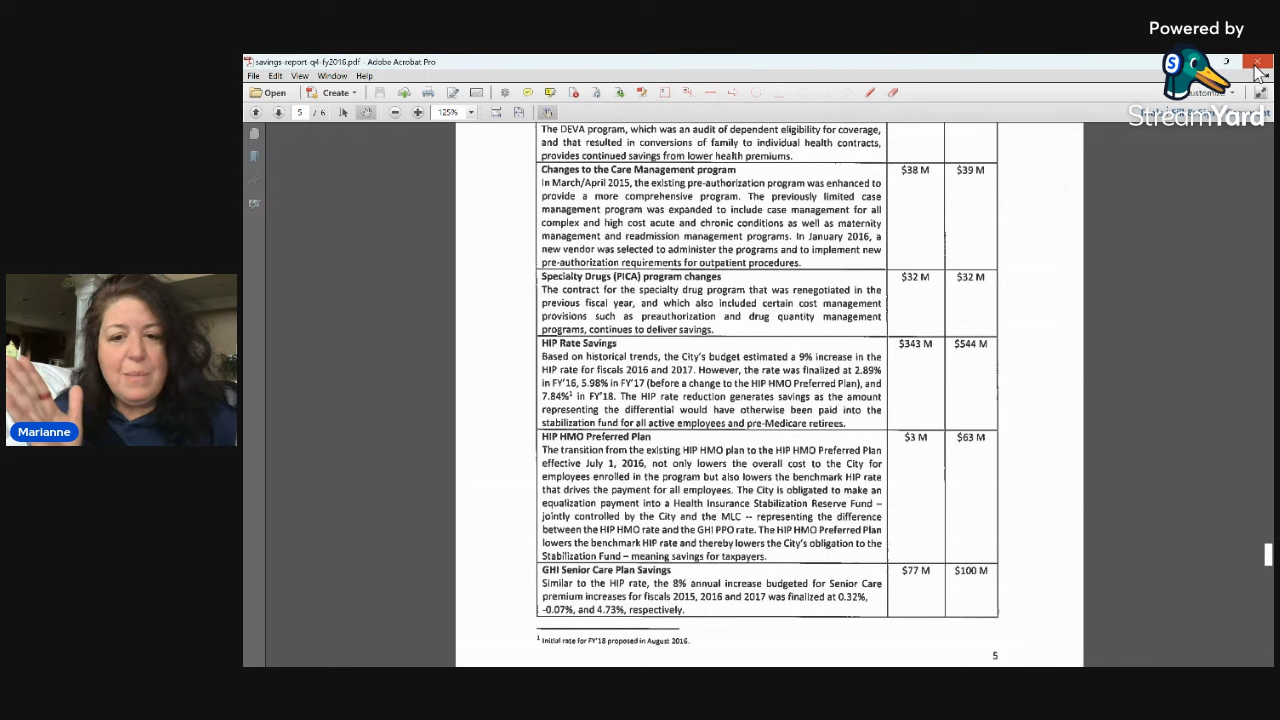 Powered by
StreamYard
savings-report-q4-fy2016.pdf - Adobe Acrobat Pro
File Edit View Window Help
Open Create
5 / 6 125%
The DEVA program, which was an audit of dependent eligibility for coverage,
and that resulted in conversions of family to individual health contracts,
provides continued savings from lower health premiums.
Changes to the Care Management program $38 M $39 M
In March/April 2015, the existing pre-authorization program was enhanced to
provide a more comprehensive program. The previously limited case
management program was expanded to include case management for all
complex and high cost acute and chronic conditions as well as maternity
management and readmission management programs. In January 2016, a
new vendor was selected to administer the programs and to implement new
pre-authorization requirements for outpatient procedures.
Specialty Drugs (PICA) program changes $32 M $32 M
The contract for the specialty drug program that was renegotiated in the
previous fiscal year, and which also included certain cost management
provisions such as preauthorization and drug quantity management
programs, continues to deliver savings.
HIP Rate Savings $343 M $544 M
Based on historical trends, the City's budget estimated a 9% increase in the
HIP rate for fiscals 2016 and 2017. However, the rate was finalized at 2.89%
in FY'16, 5.98% in FY'17 (before a change to the HIP HMO Preferred Plan), and
7.84%¹ in FY'18. The HIP rate reduction generates savings as the amount
representing the differential would have otherwise been paid into the
stabilization fund for all active employees and pre-Medicare retirees.
HIP HMO Preferred Plan $3 M $63 M
The transition from the existing HIP HMO plan to the HIP HMO Preferred Plan
effective July 1, 2016, not only lowers the overall cost to the City for
employees enrolled in the program but also lowers the benchmark HIP rate
that drives the payment for all employees. The City is obligated to make an
equalization payment into a Health Insurance Stabilization Reserve Fund –
jointly controlled by the City and the MLC -- representing the difference
between the HIP HMO rate and the GHI PPO rate. The HIP HMO Preferred Plan
lowers the benchmark HIP rate and thereby lowers the City's obligation to the
Stabilization Fund – meaning savings for taxpayers.
GHI Senior Care Plan Savings $77 M $100 M
Similar to the HIP rate, the 8% annual increase budgeted for Senior Care
premium increases for fiscals 2015, 2016 and 2017 was finalized at 0.32%,
-0.07%, and 4.73%, respectively.
¹ Initial rate for FY'18 proposed in August 2016.
5
Marianne